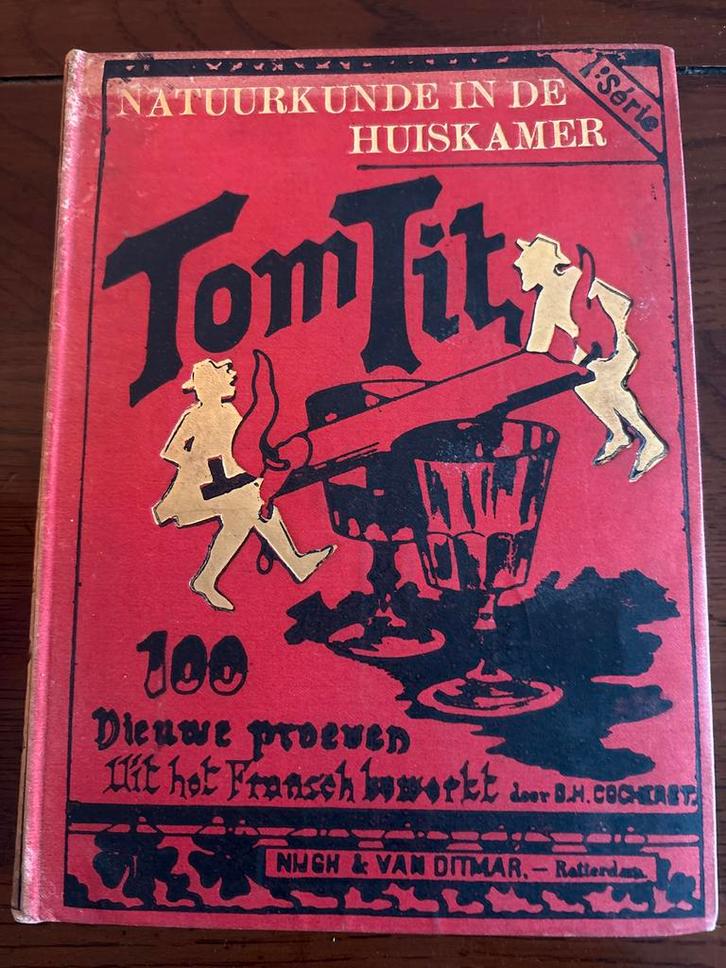 1e Série
NATUURKUNDE IN DE
HUISKAMER
Tom Tit
100
Nieuwe proeven
Uit het Fransch bewerkt door D.H. COCHERET.
NIJGH & VAN DITMAR. — Rotterdam.